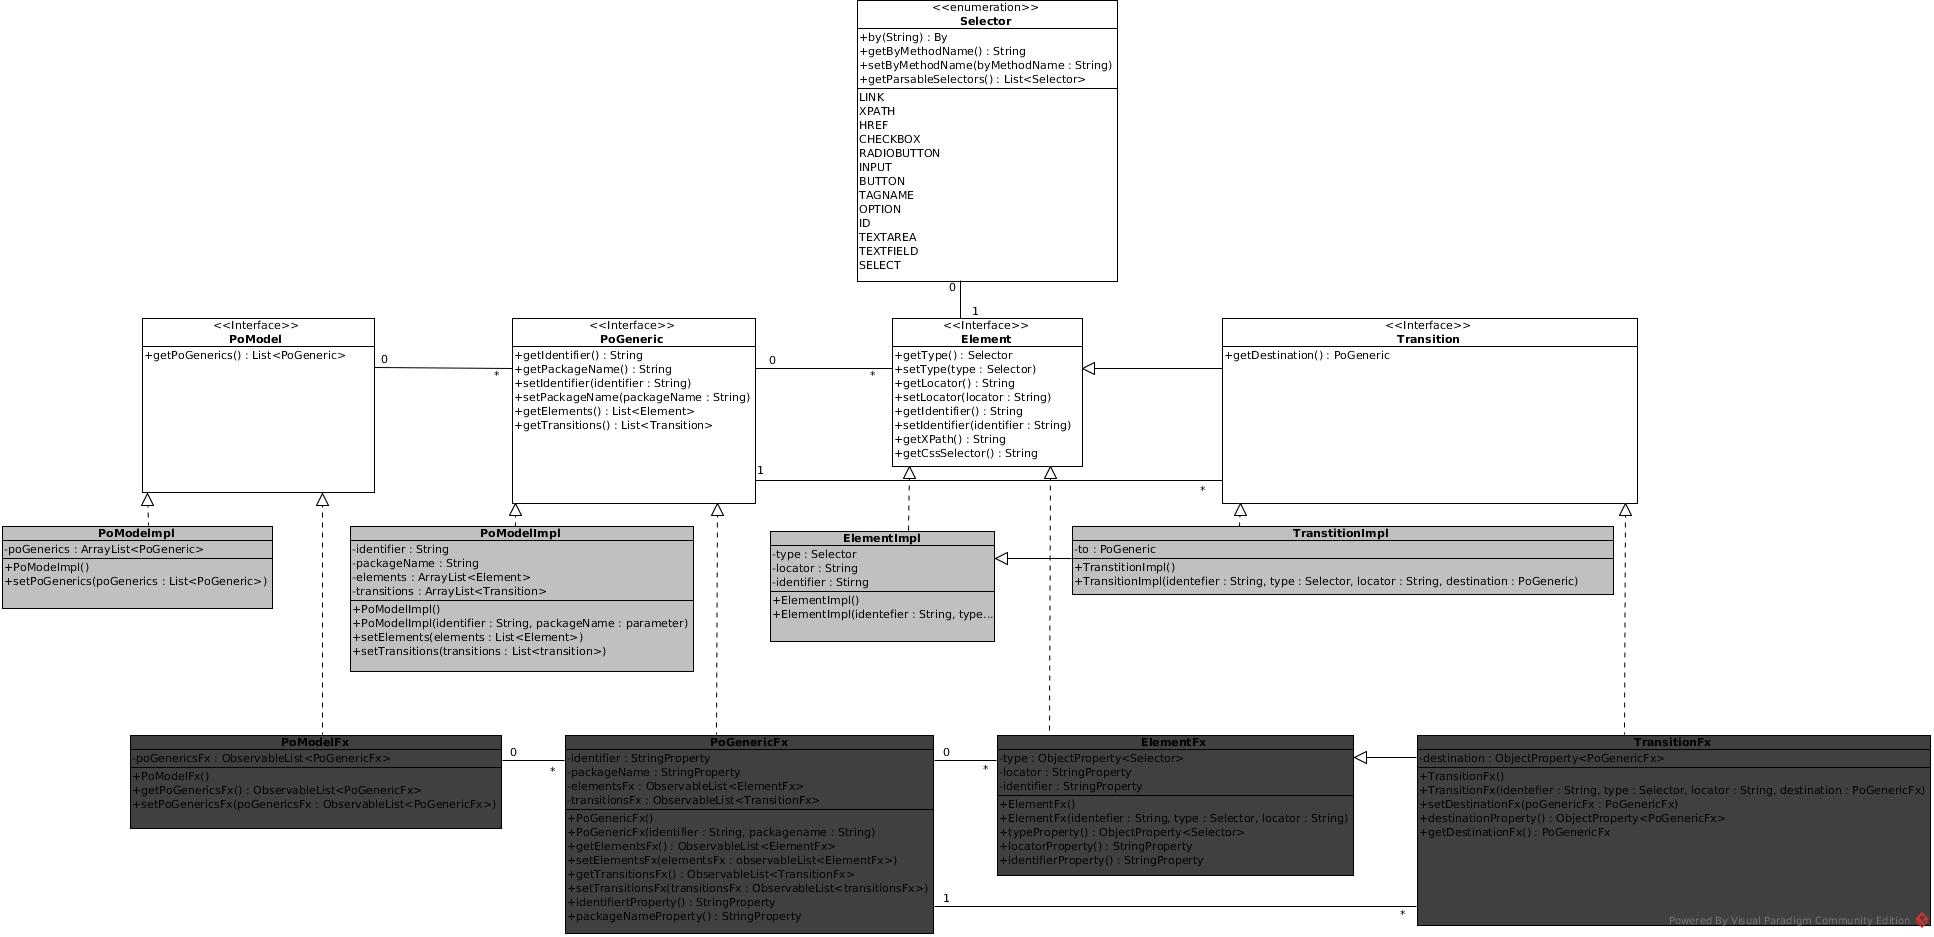 <<enumeration>>
Selector
+by(String) : By
+getByMethodName() : String
+setByMethodName(byMethodName : String)
+getParsableSelectors() : List<Selector>
LINK
XPATH
HREF
CHECKBOX
RADIOBUTTON
INPUT
BUTTON
TAGNAME
OPTION
ID
TEXTAREA
TEXTFIELD
SELECT
0
1
<<Interface>>
PoModel
+getPoGenerics() : List<PoGeneric>
0
*
<<Interface>>
PoGeneric
+getIdentifier() : String
+getPackageName() : String
+setIdentifier(identifier : String)
+setPackageName(packageName : String)
+getElements() : List<Element>
+getTransitions() : List<Transition>
0
*
1
*
<<Interface>>
Element
+getType() : Selector
+setType(type : Selector)
+getLocator() : String
+setLocator(locator : String)
+getIdentifier() : String
+setIdentifier(identifier : String)
+getXPath() : String
+getCssSelector() : String
<<Interface>>
Transition
+getDestination() : PoGeneric
PoModeImpl
-poGenerics : ArrayList<PoGeneric>
+PoModeImpl()
+setPoGenerics(poGenerics : List<PoGeneric>)
PoModelImpl
-identifier : String
-packageName : String
-elements : ArrayList<Element>
-transitions : ArrayList<Transition>
+PoModelImpl()
+PoModelImpl(identifier : String, packageName : parameter)
+setElements(elements : List<Element>)
+setTransitions(transitions : List<transition>)
ElementImpl
-type : Selector
-locator : String
-identifier : Stirng
+ElementImpl()
+ElementImpl(identefier : String, type...
TranstitionImpl
-to : PoGeneric
+TranstitionImpl()
+TransitionImpl(identefier : String, type : Selector, locator : String, destination : PoGeneric)
PoModelFx
-poGenericsFx : ObservableList<PoGenericFx>
+PoModelFx()
+getPoGenericsFx() : ObservableList<PoGenericFx>
+setPoGenericsFx(poGenericsFx : ObservableList<PoGenericFx>)
0
*
PoGenericFx
-identifier : StringProperty
-packageName : StringProperty
-elementsFx : ObservableList<ElementFx>
-transitionsFx : ObservableList<TransitionFx>
+PoGenericFx()
+PoGenericFx(identifier : String, packagename : String)
+getElementsFx() : ObservableList<ElementFx>
+setElementsFx(elementsFx : observableList<ElementFx>)
+getTransitionsFx() : ObservableList<TransitionFx>
+setTransitionsFx(transitionsFx : ObservableList<transitionsFx>)
+identifiertProperty() : StringProperty
+packageNameProperty() : StringProperty
0
*
1
*
ElementFx
-type : ObjectProperty<Selector>
-locator : StringProperty
-identifier : StringProperty
+ElementFx()
+ElementFx(identefier : String, type : Selector, locator : String)
+typeProperty() : ObjectProperty<Selector>
+locatorProperty() : StringProperty
+identifierProperty() : StringProperty
TransitionFx
-destination : ObjectProperty<PoGenericFx>
+TransitionFx()
+TransitionFx(identefier : String, type : Selector, locator : String, destination : PoGenericFx)
+setDestinationFx(poGenericFx : PoGenericFx)
+destinationProperty() : ObjectProperty<PoGenericFx>
+getDestinationFx() : PoGenericFx
Powered By Visual Paradigm Community Edition